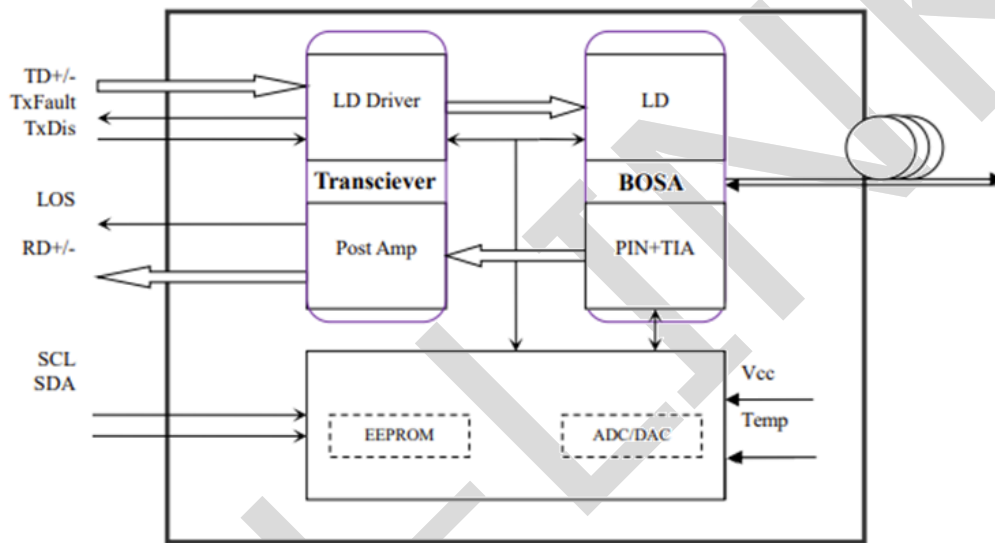 TD+/-
TxFault
TxDis
LOS
RD+/-
SCL
SDA
LD Driver
Transciever
Post Amp
LD
BOSA
PIN+TIA
EEPROM
ADC/DAC
Vcc
Temp